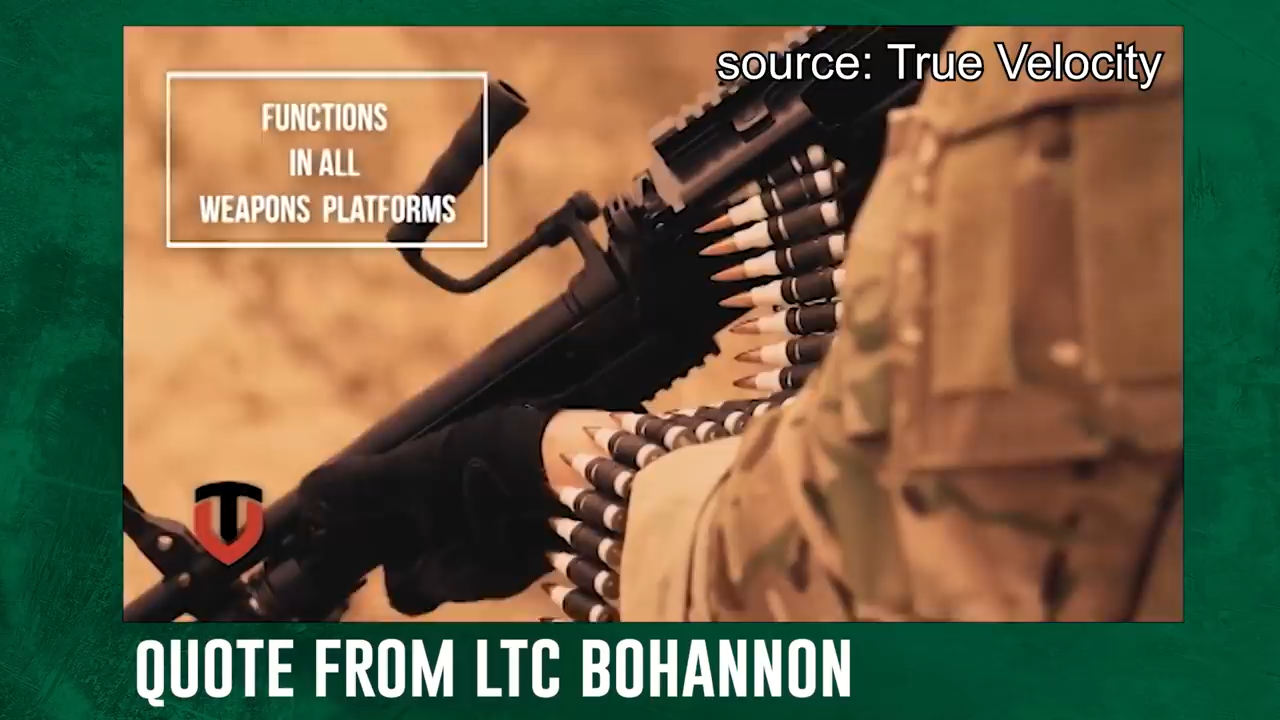 source: True Velocity
FUNCTIONS
IN ALL
WEAPONS PLATFORMS
QUOTE FROM LTC BOHANNON